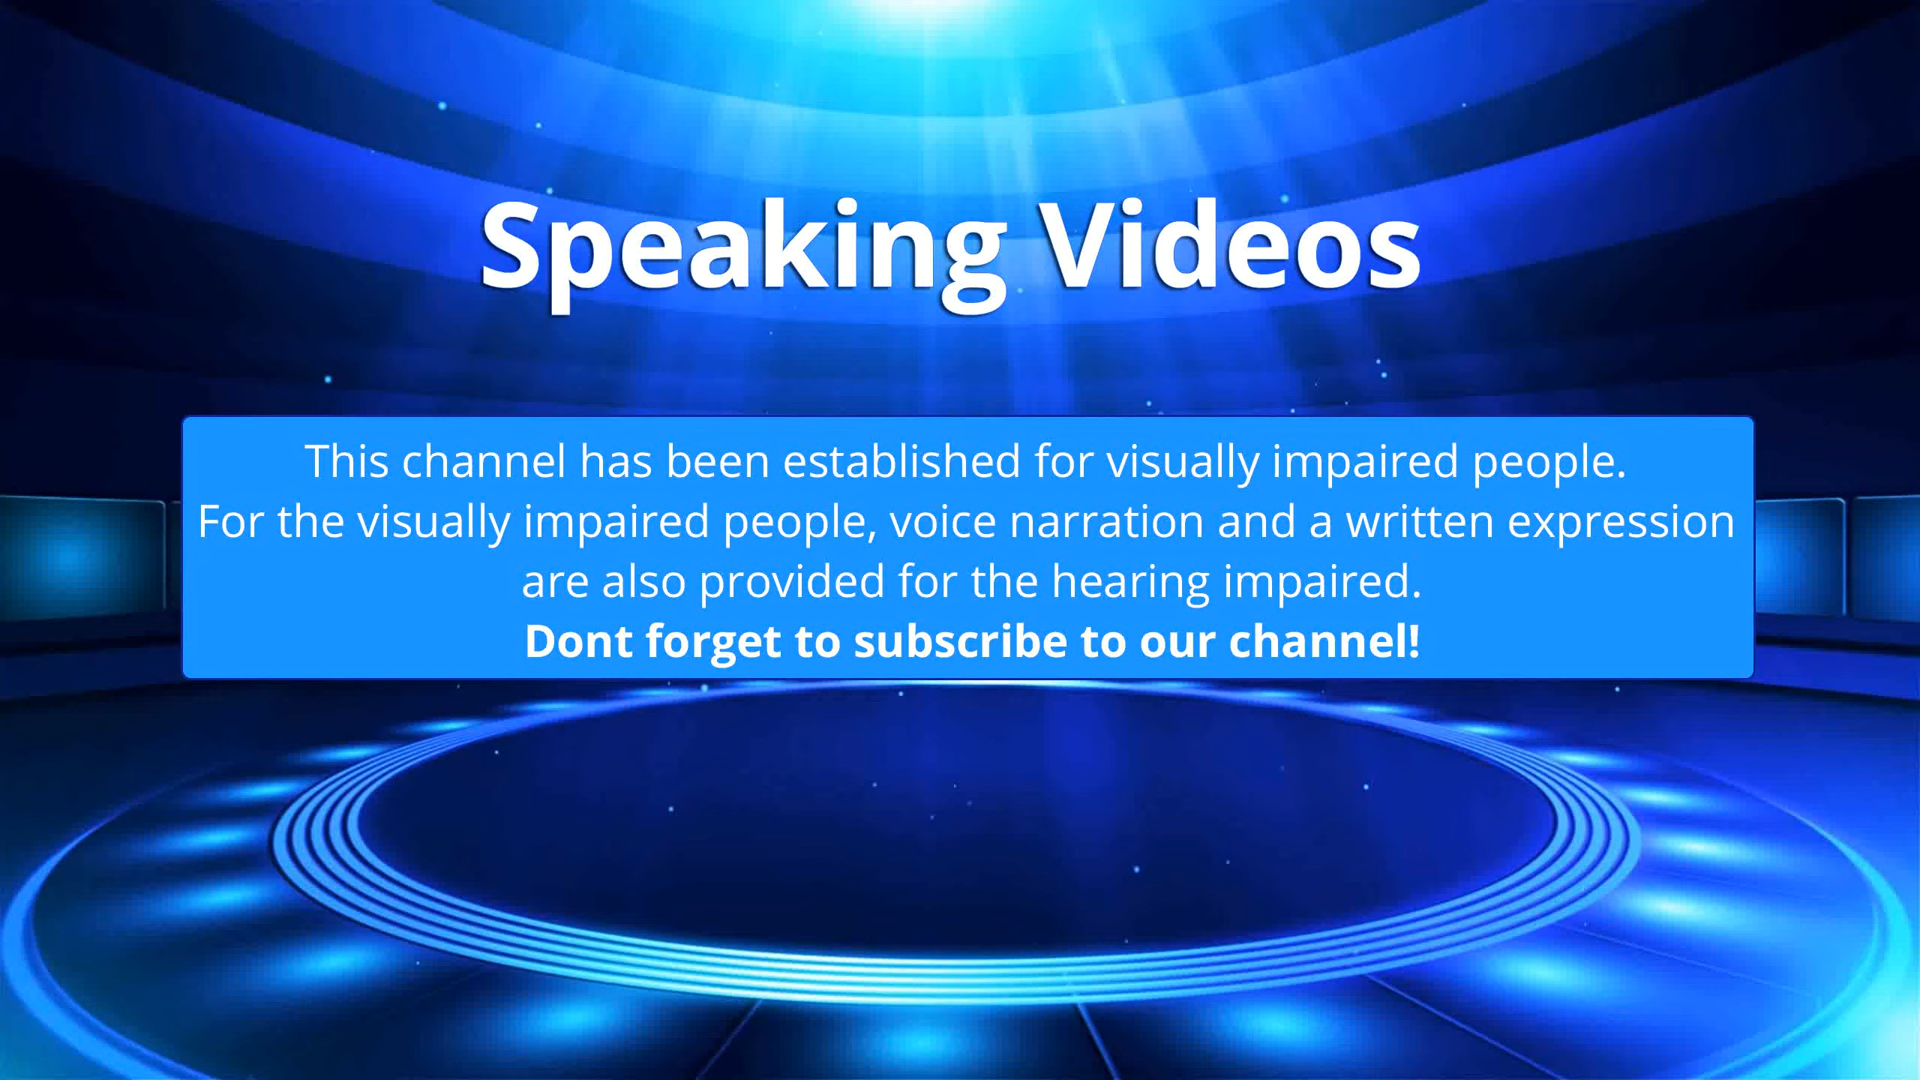 Speaking Videos
This channel has been established for visually impaired people.
For the visually impaired people, voice narration and a written expression
are also provided for the hearing impaired.
Dont forget to subscribe to our channel!